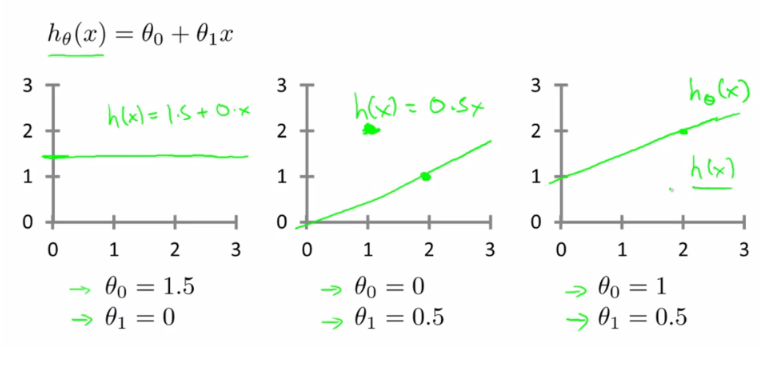 h_θ(x) = θ₀ + θ₁x
3
2
1
0
0 1 2 3
h(x) = 1.5 + 0·x
→ θ₀ = 1.5
→ θ₁ = 0
3
2
1
0
0 1 2 3
h(x) = 0.5x
→ θ₀ = 0
→ θ₁ = 0.5
3
2
1
0
0 1 2 3
h_θ(x)
h(x)
→ θ₀ = 1
→ θ₁ = 0.5